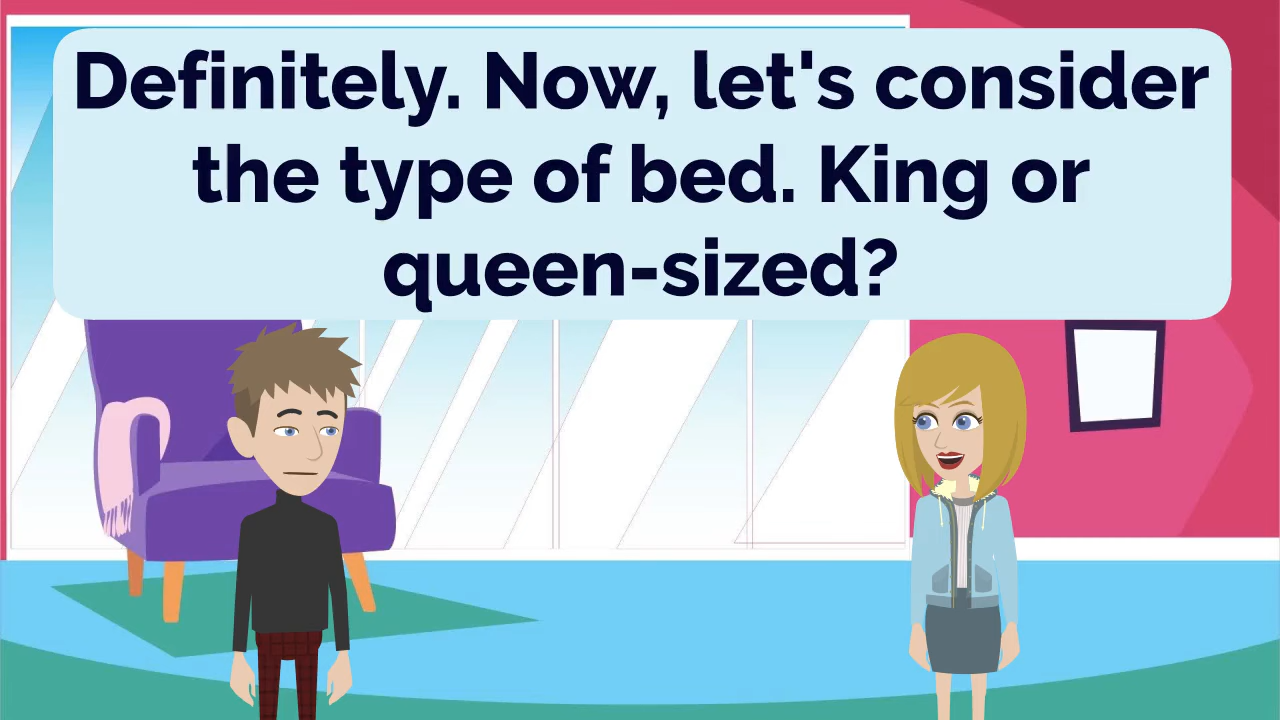 Definitely. Now, let's consider
the type of bed. King or
queen-sized?